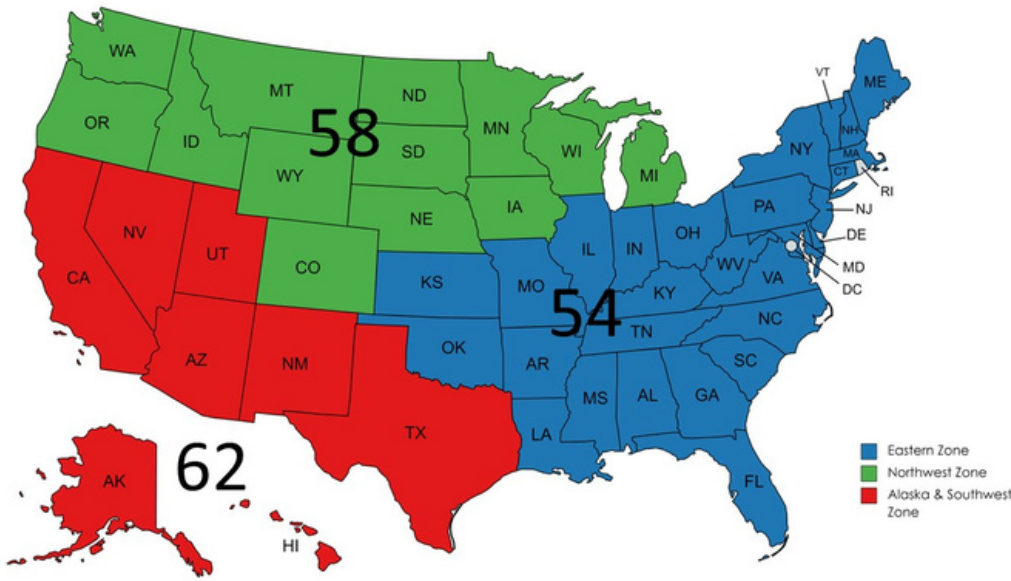 WA
MT
ND
MN
VT
ME
OR
ID
58
SD
WI
MI
NY
NH
MA
CT
RI
WY
NE
IA
PA
NJ
NV
UT
CO
IL
IN
OH
DE
MD
DC
CA
KS
MO
WV
VA
KY
54
NC
TN
AZ
NM
OK
AR
SC
MS
AL
GA
TX
LA
FL
62
AK
HI
Eastern Zone
Northwest Zone
Alaska & Southwest
Zone